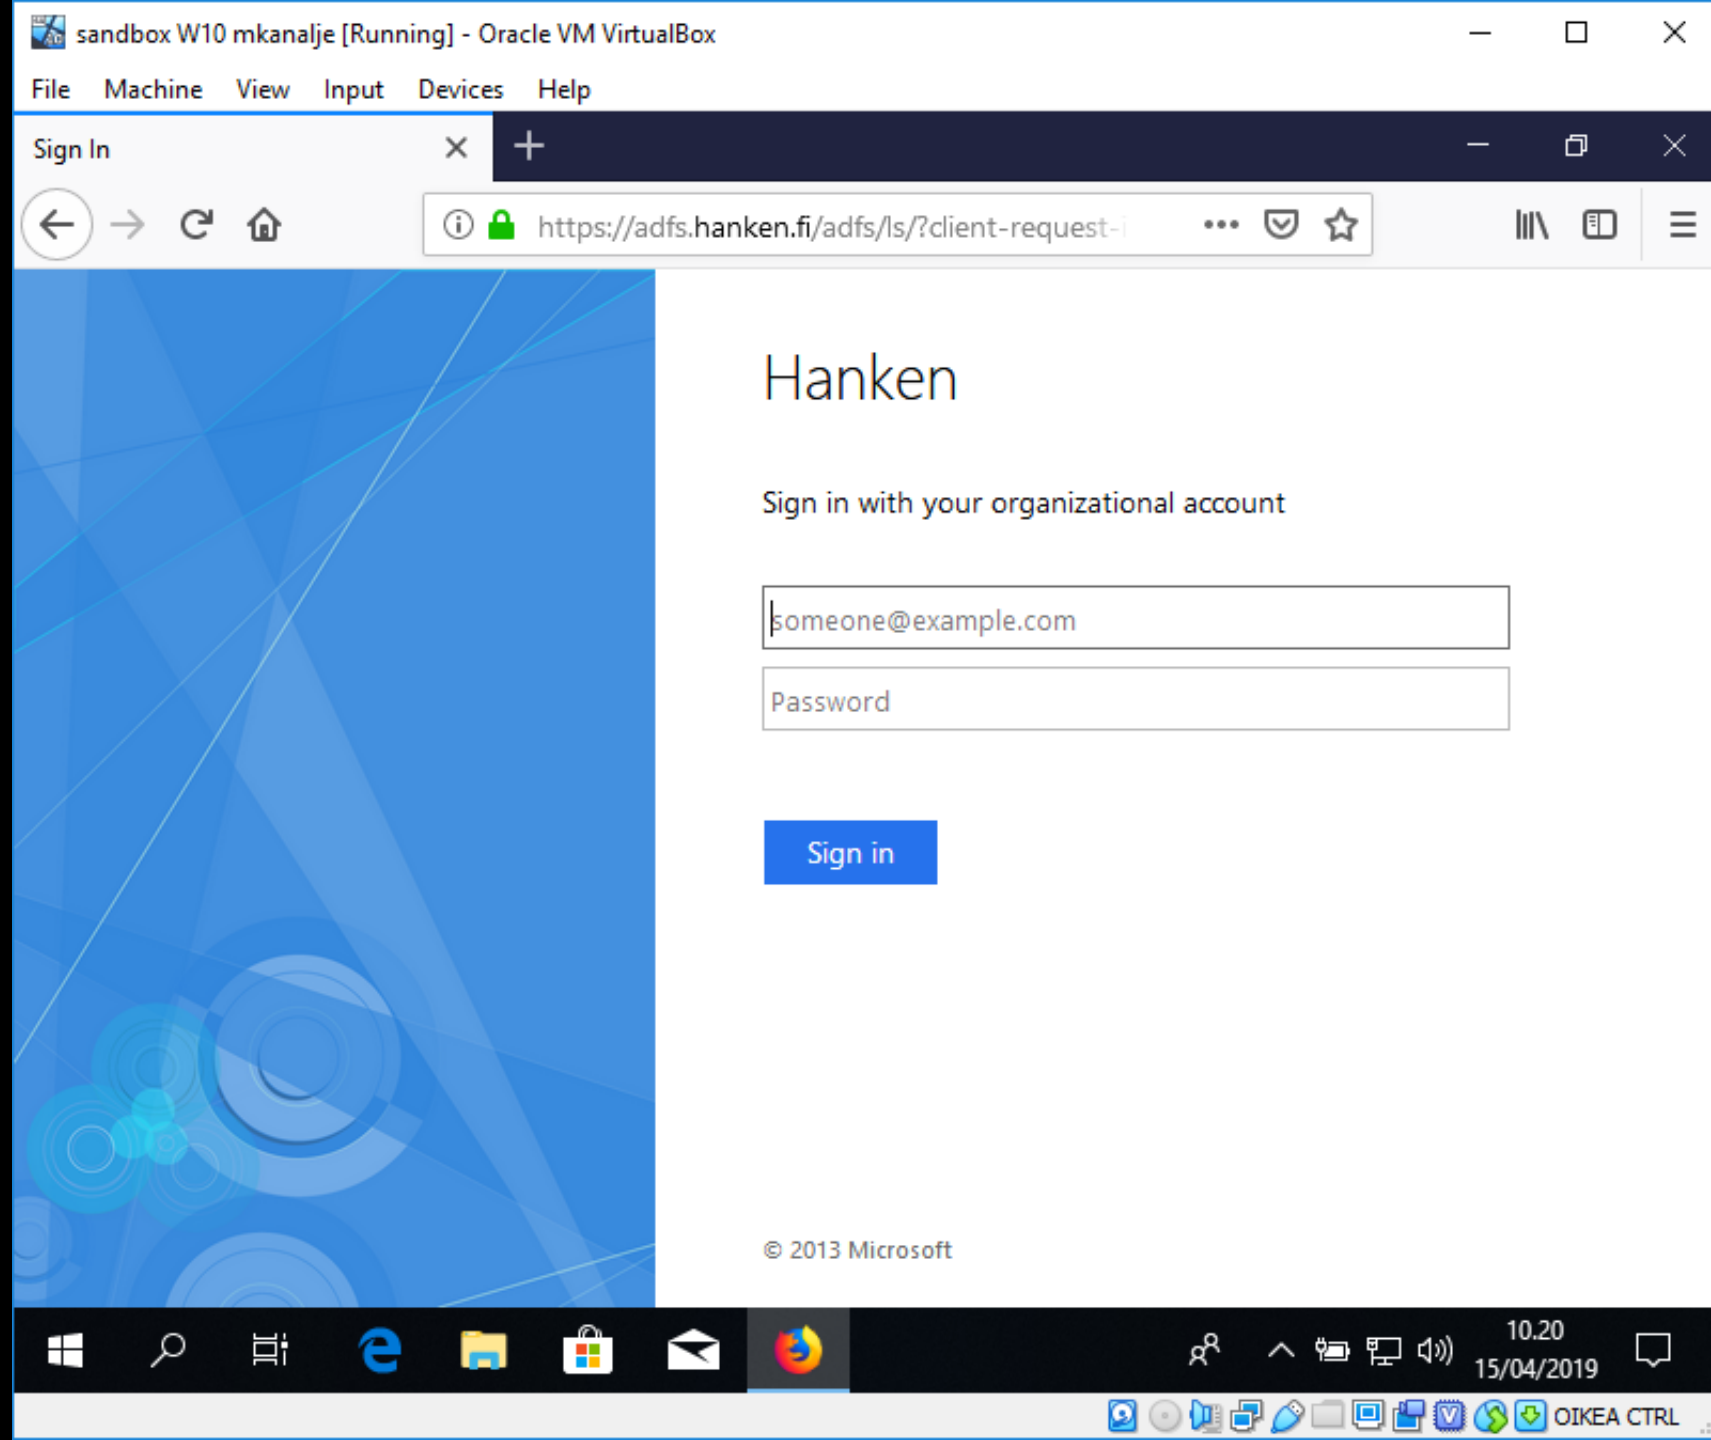 sandbox W10 mkanalje [Running] - Oracle VM VirtualBox
File Machine View Input Devices Help
Sign In
https://adfs.hanken.fi/adfs/ls/?client-request-i
Hanken
Sign in with your organizational account
someone@example.com
Password
Sign in
© 2013 Microsoft
10.20
15/04/2019
OIKEA CTRL